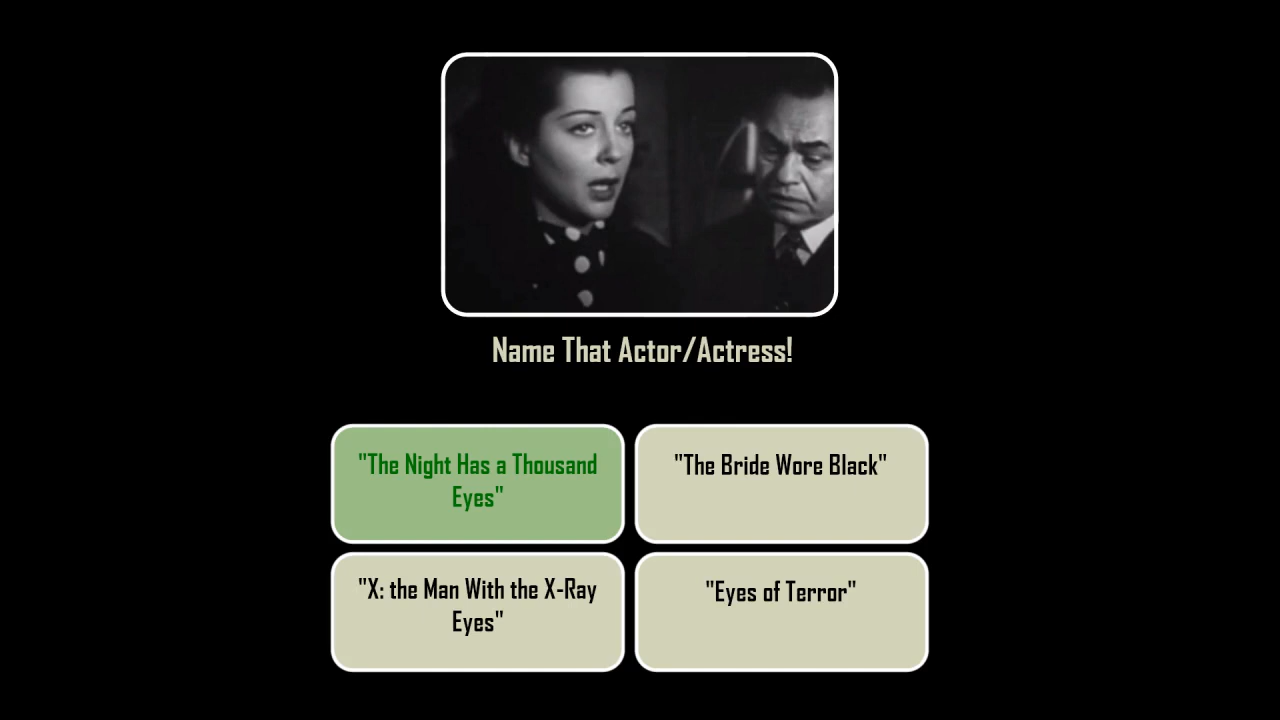 Name That Actor/Actress!
"The Night Has a Thousand
Eyes"
"The Bride Wore Black"
"X: the Man With the X-Ray
Eyes"
"Eyes of Terror"